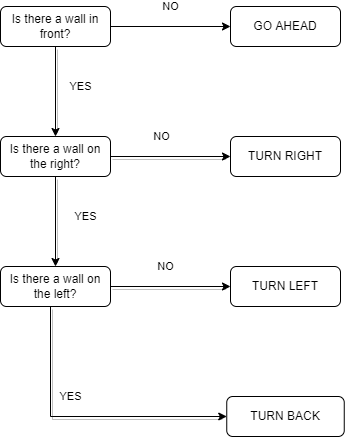 Is there a wall in
front?
NO
GO AHEAD
YES
Is there a wall on
the right?
NO
TURN RIGHT
YES
Is there a wall on
the left?
NO
TURN LEFT
YES
TURN BACK